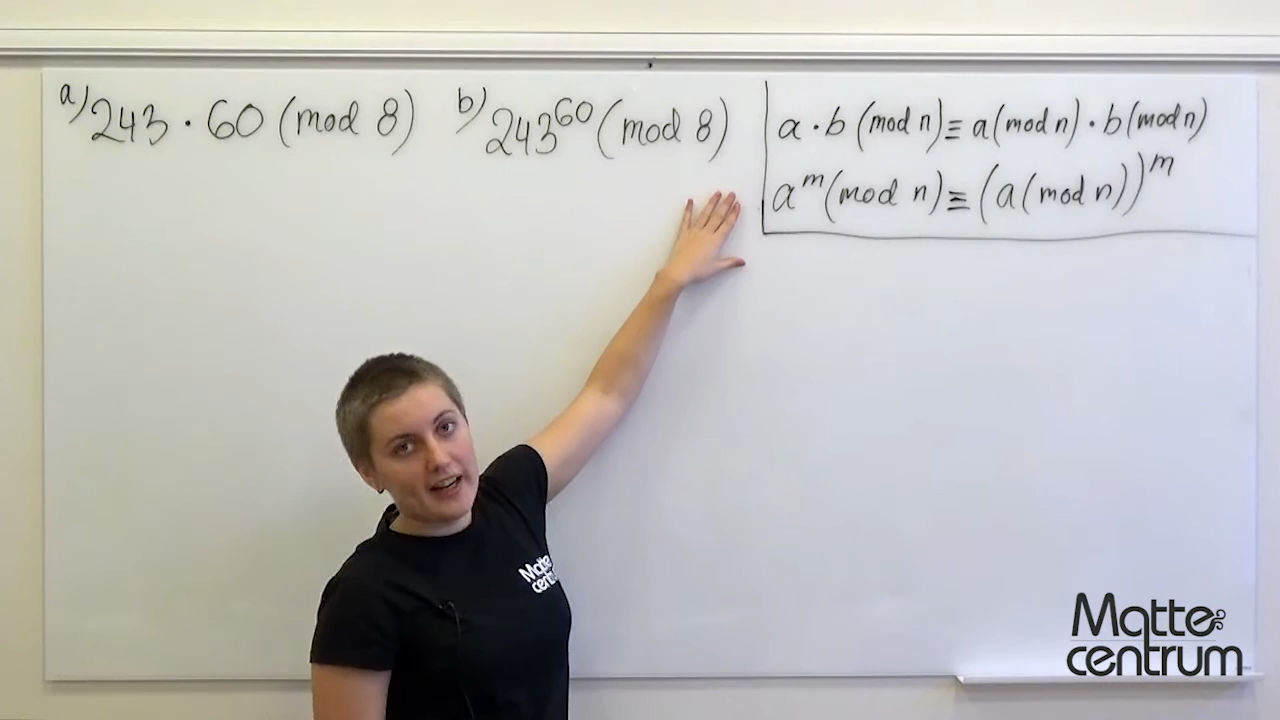 a) 243 · 60 (mod 8)
b) 243^60 (mod 8)
a · b (mod n) ≡ a (mod n) · b (mod n)
a^m (mod n) ≡ (a (mod n))^m
Matte
centrum
Matte
centrum